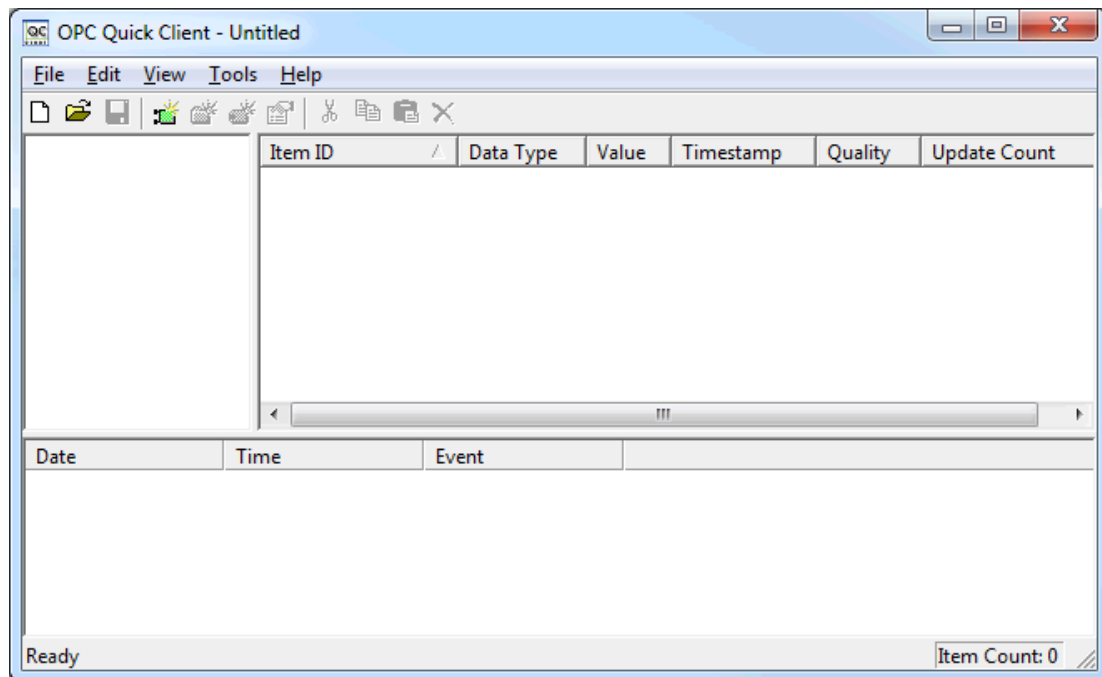 OPC Quick Client - Untitled
File Edit View Tools Help
Item ID Data Type Value Timestamp Quality Update Count
Date Time Event
Ready Item Count: 0